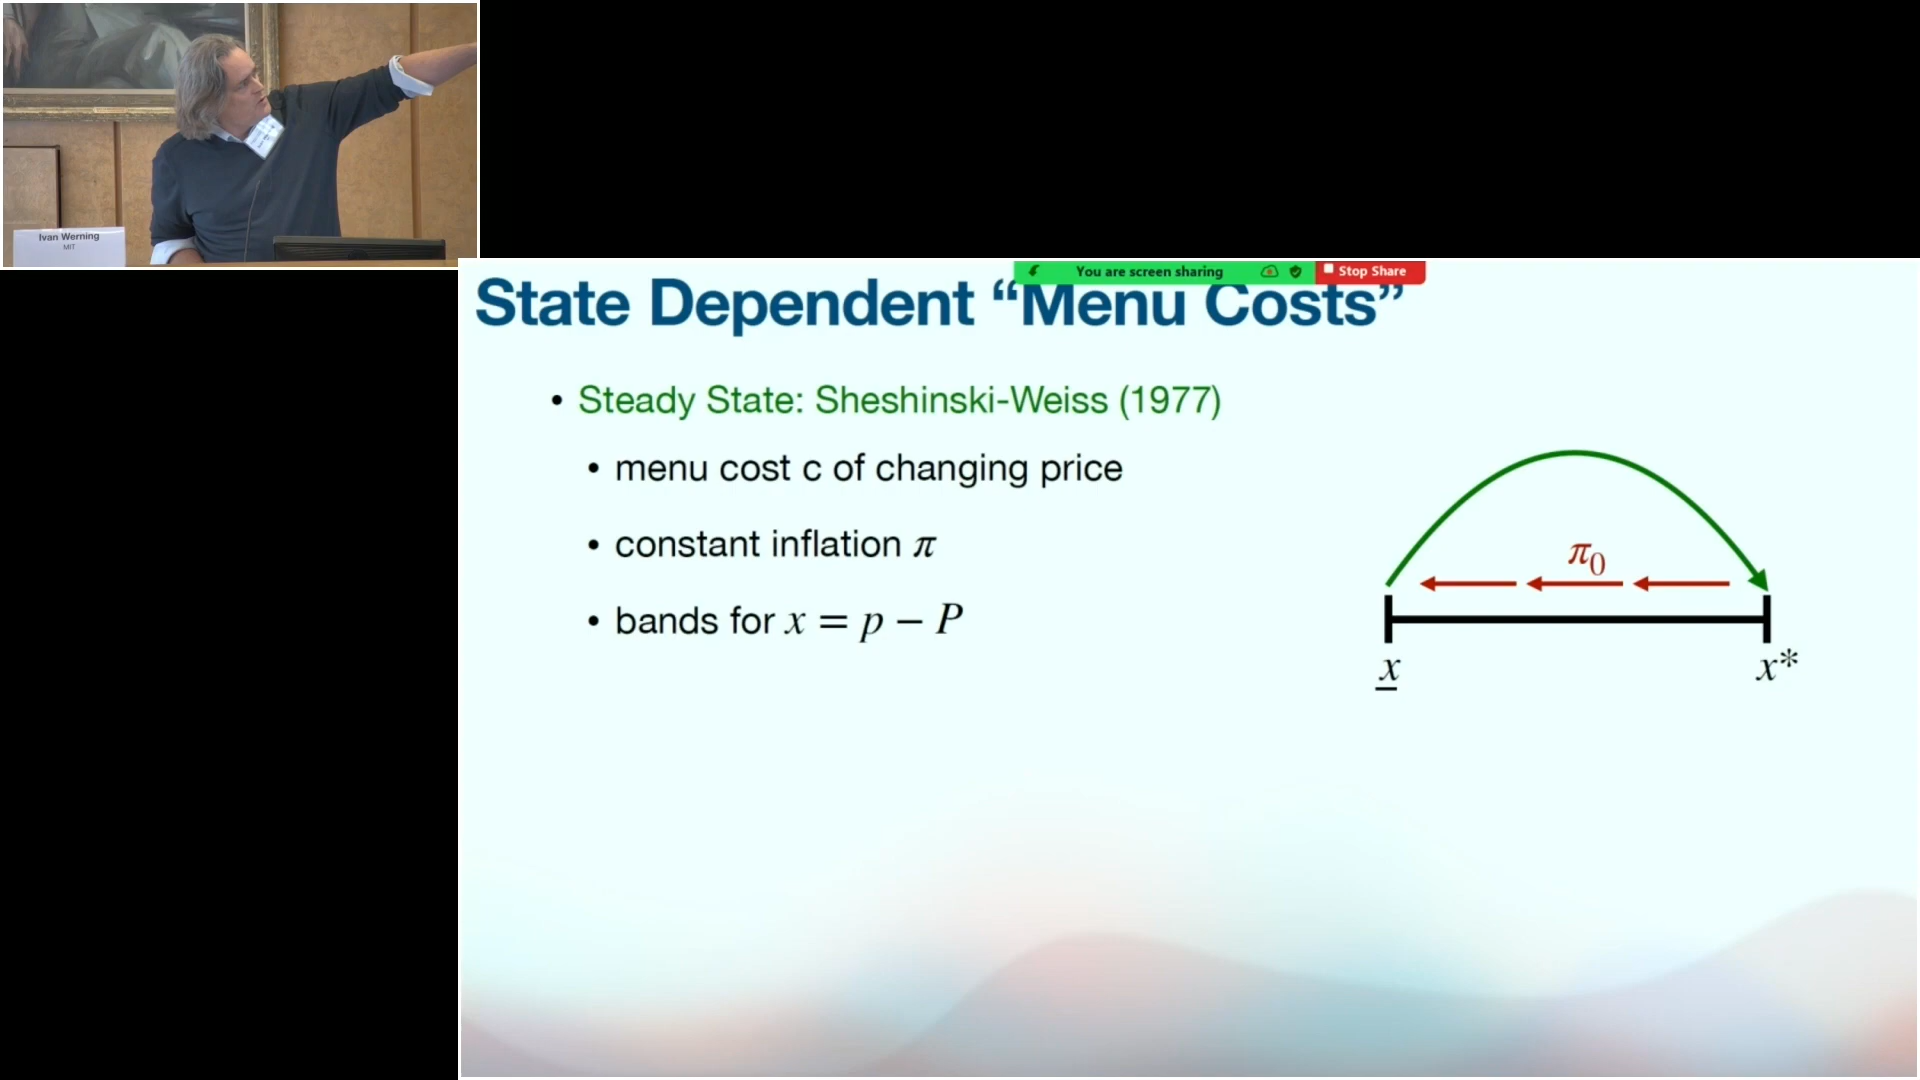 Ivan Werning
MIT
You are screen sharing
Stop Share
State Dependent “Menu Costs”
• Steady State: Sheshinski-Weiss (1977)
• menu cost c of changing price
• constant inflation π
• bands for x = p − P
π₀
x̲
x*